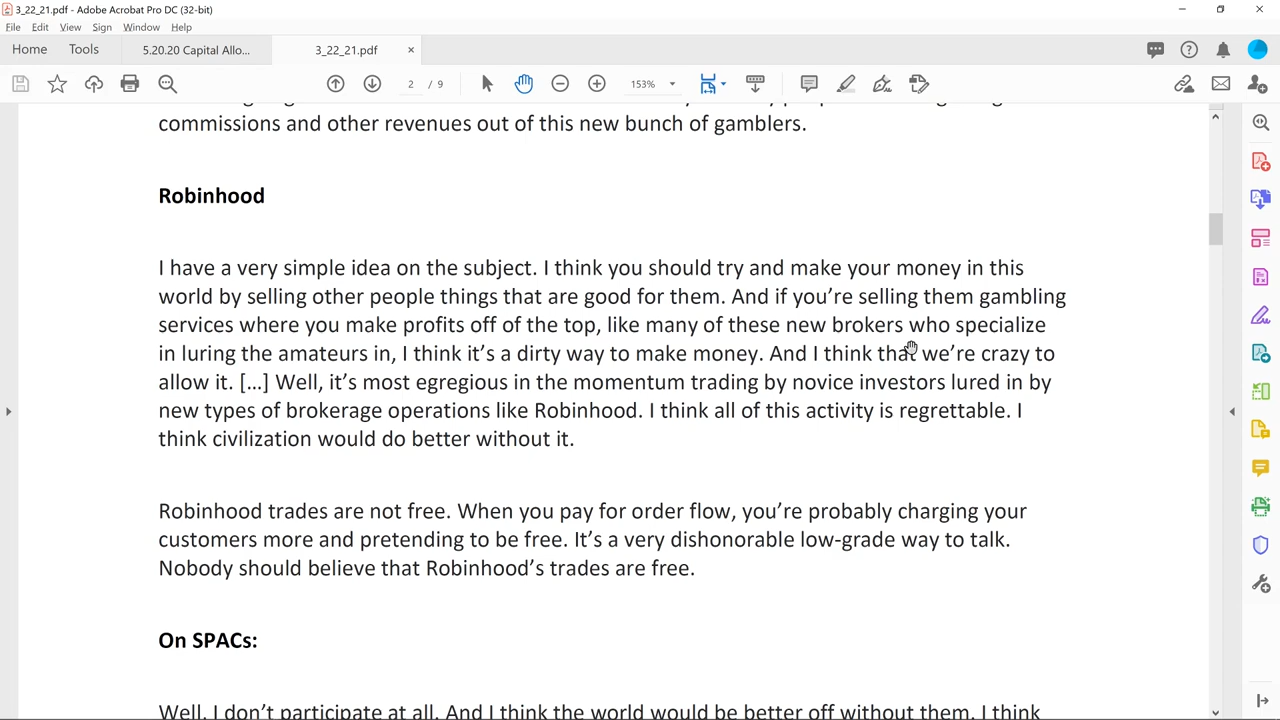 3_22_21.pdf - Adobe Acrobat Pro DC (32-bit)
File Edit View Sign Window Help
Home Tools 5.20.20 Capital Allo... 3_22_21.pdf
2 / 9 153%
commissions and other revenues out of this new bunch of gamblers.
Robinhood
I have a very simple idea on the subject. I think you should try and make your money in this
world by selling other people things that are good for them. And if you’re selling them gambling
services where you make profits off of the top, like many of these new brokers who specialize
in luring the amateurs in, I think it’s a dirty way to make money. And I think that we’re crazy to
allow it. […] Well, it’s most egregious in the momentum trading by novice investors lured in by
new types of brokerage operations like Robinhood. I think all of this activity is regrettable. I
think civilization would do better without it.
Robinhood trades are not free. When you pay for order flow, you’re probably charging your
customers more and pretending to be free. It’s a very dishonorable low-grade way to talk.
Nobody should believe that Robinhood’s trades are free.
On SPACs:
Well, I don’t participate at all. And I think the world would be better off without them. I think